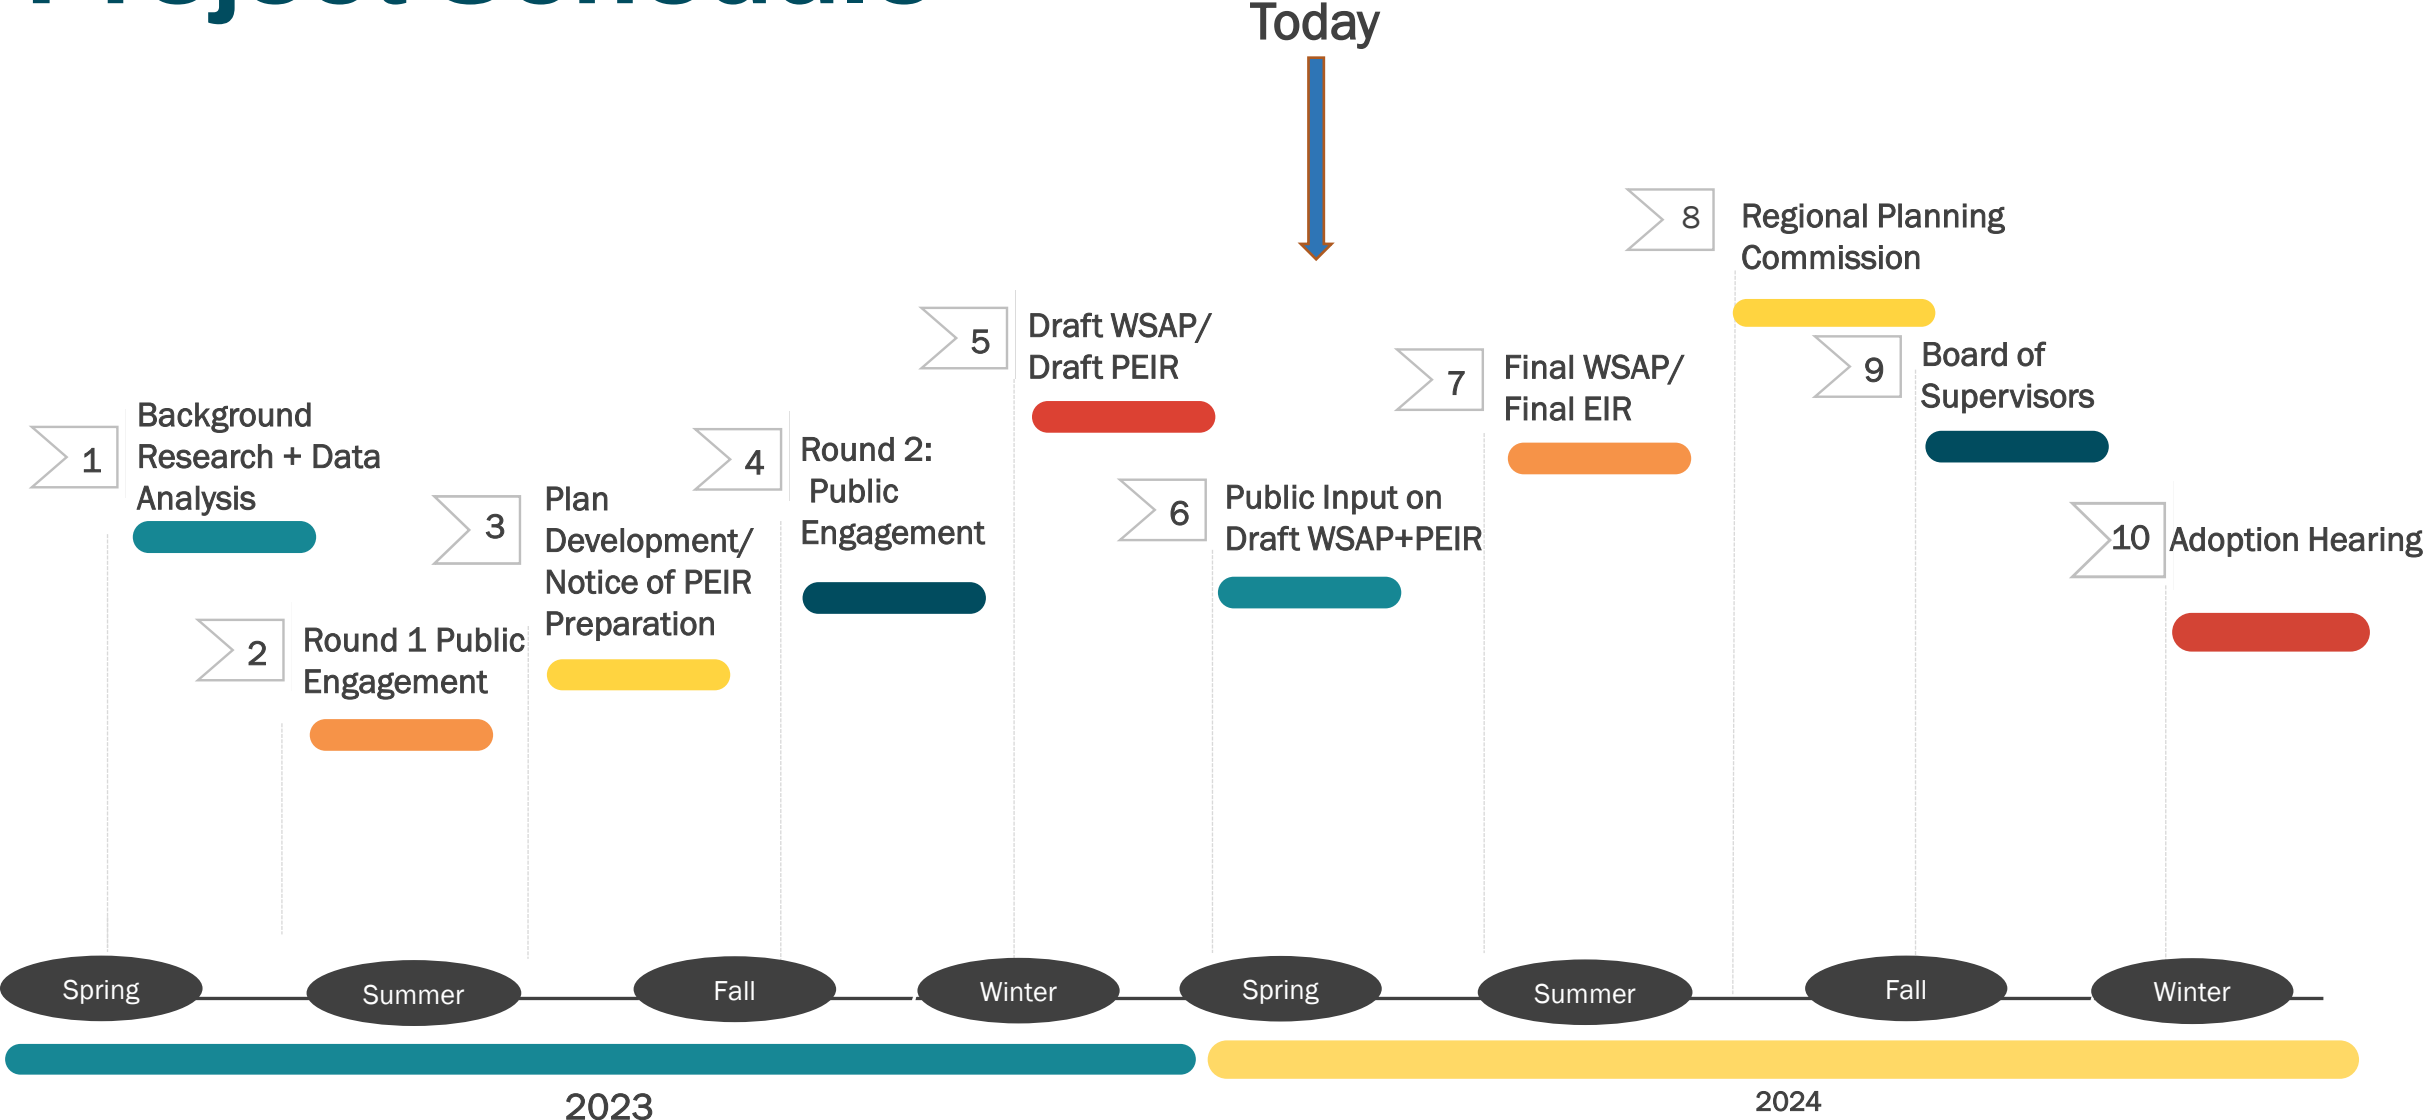 Project Schedule
Today
1
Background
Research + Data
Analysis
2
Round 1 Public
Engagement
3
Plan
Development/
Notice of PEIR
Preparation
4
Round 2:
Public
Engagement
5
Draft WSAP/
Draft PEIR
6
Public Input on
Draft WSAP+PEIR
7
Final WSAP/
Final EIR
8
Regional Planning
Commission
9
Board of
Supervisors
10
Adoption Hearing
Spring
Summer
Fall
Winter
Spring
Summer
Fall
Winter
2023
2024